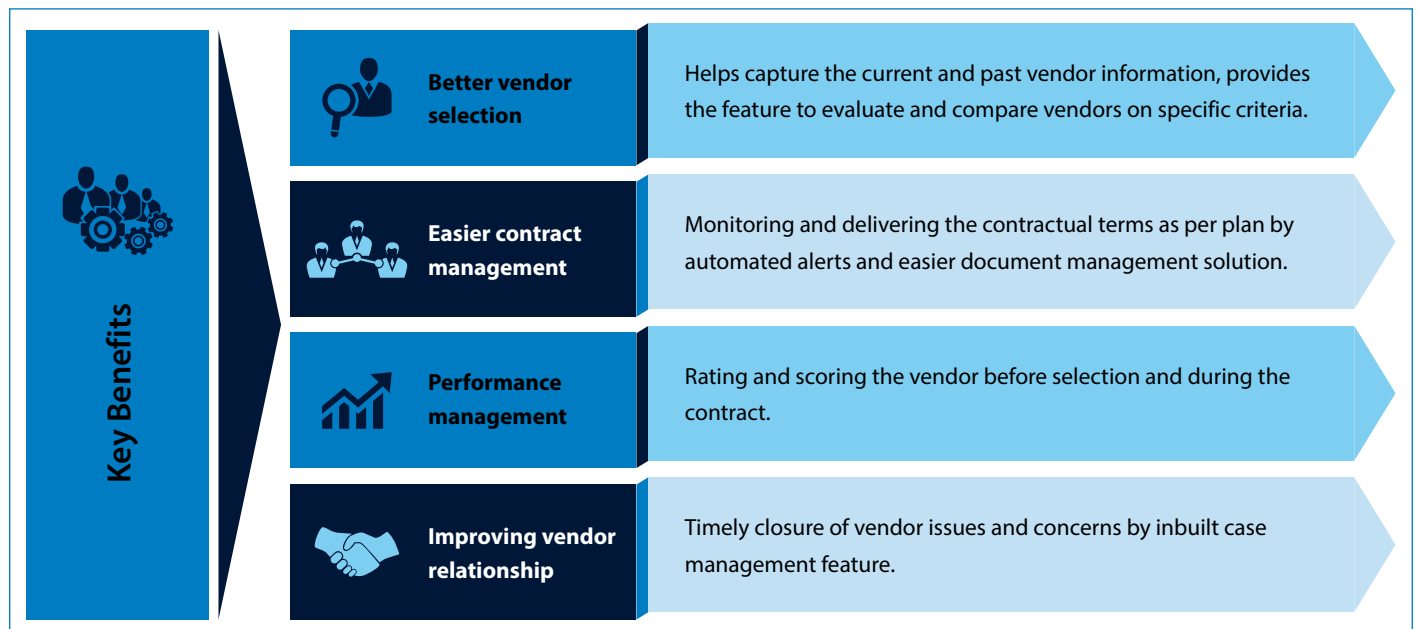 Key Benefits
Better vendor
selection
Helps capture the current and past vendor information, provides
the feature to evaluate and compare vendors on specific criteria.
Easier contract
management
Monitoring and delivering the contractual terms as per plan by
automated alerts and easier document management solution.
Performance
management
Rating and scoring the vendor before selection and during the
contract.
Improving vendor
relationship
Timely closure of vendor issues and concerns by inbuilt case
management feature.